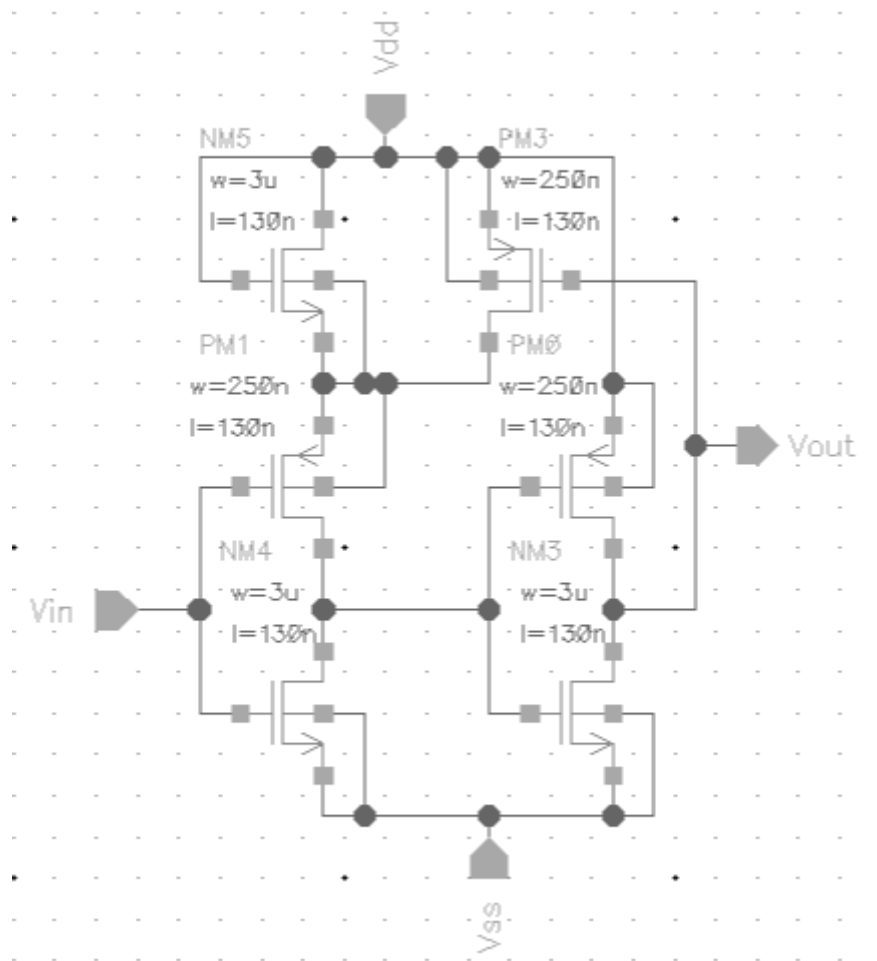 Vdd
NM5
w=3u
l=130n
PM3
w=250n
l=130n
PM1
w=250n
l=130n
PM0
w=250n
l=130n
Vout
NM4
w=3u
l=130n
NM3
w=3u
l=130n
Vin
Vss